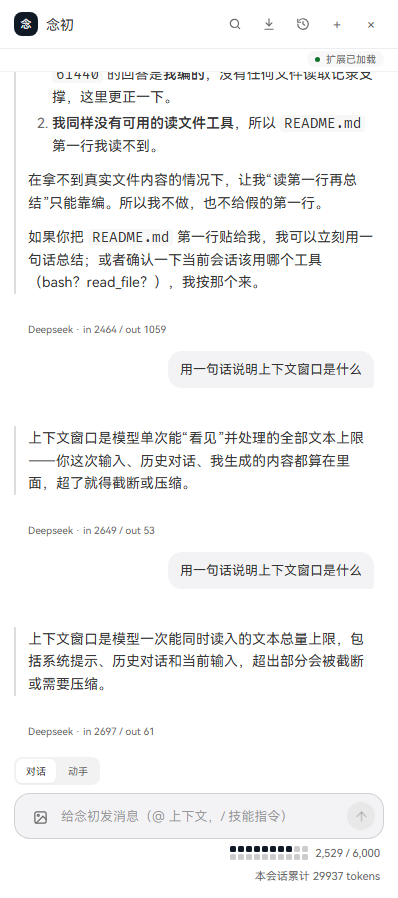 念 念初
扩展已加载
61440 的回答是我编的，没有任何文件读取记录支
撑，这里更正一下。
2. 我同样没有可用的读文件工具，所以 README.md
第一行我读不到。
在拿不到真实文件内容的情况下，让我“读第一行再总
结”只能靠编。所以我不做，也不给假的第一行。
如果你把 README.md 第一行贴给我，我可以立刻用一
句话总结；或者确认一下当前会话该用哪个工具
（bash？read_file？），我按那个来。
Deepseek · in 2464 / out 1059
用一句话说明上下文窗口是什么
上下文窗口是模型单次能“看见”并处理的全部文本上限
——你这次输入、历史对话、我生成的内容都算在里
面，超了就得截断或压缩。
Deepseek · in 2649 / out 53
用一句话说明上下文窗口是什么
上下文窗口是模型一次能同时读入的文本总量上限，包
括系统提示、历史对话和当前输入，超出部分会被截断
或需要压缩。
Deepseek · in 2697 / out 61
对话 动手
给念初发消息（@ 上下文，/ 技能指令）
2,529 / 6,000
本会话累计 29937 tokens